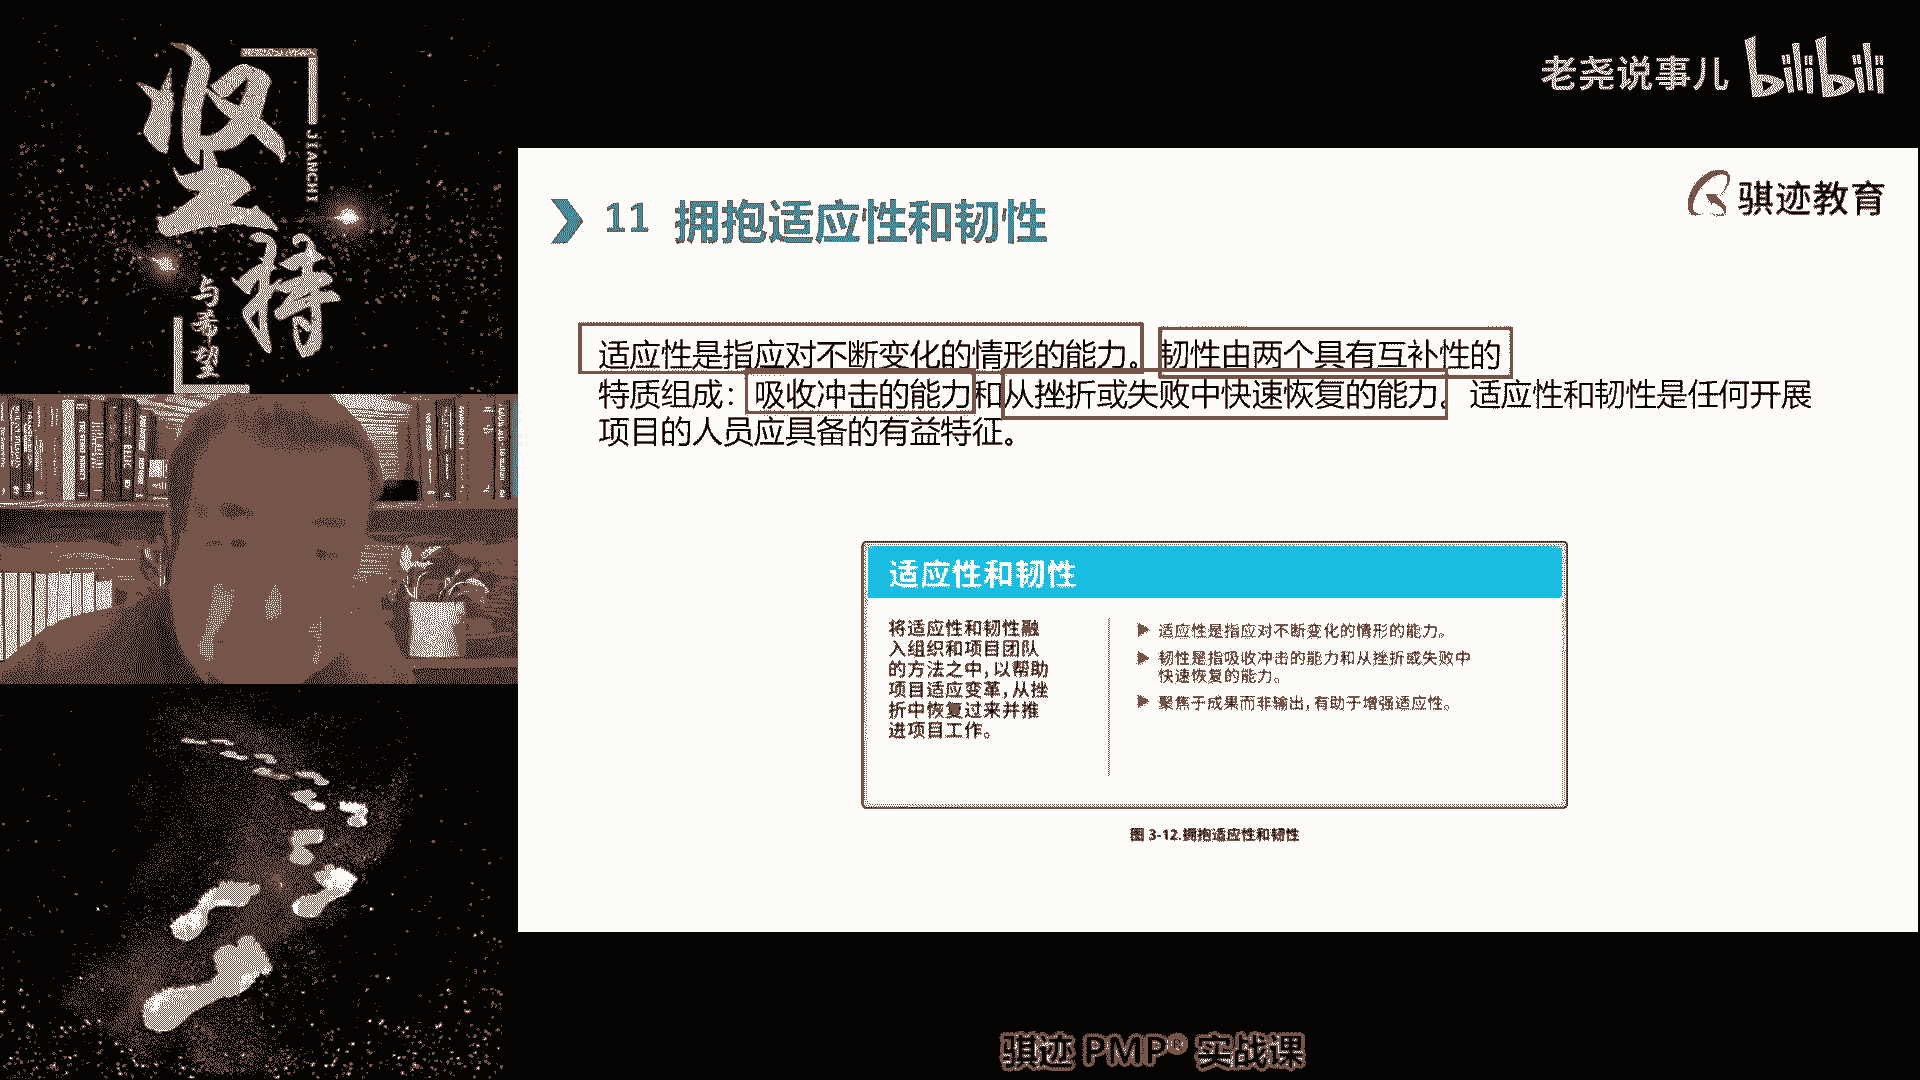 坚持
JIANCHI
与希望
老尧说事儿 bilibili
骐迹教育
11 拥抱适应性和韧性
适应性是指应对不断变化的情形的能力。韧性由两个具有互补性的
特质组成：吸收冲击的能力和从挫折或失败中快速恢复的能力。适应性和韧性是任何开展
项目的人员应具备的有益特征。
适应性和韧性
将适应性和韧性融
入组织和项目团队
的方法之中，以帮助
项目适应变革，从挫
折中恢复过来并推
进项目工作。
▶ 适应性是指应对不断变化的情形的能力。
▶ 韧性是指吸收冲击的能力和从挫折或失败中
快速恢复的能力。
▶ 聚焦于成果而非输出，有助于增强适应性。
图 3-12.拥抱适应性和韧性
骐迹 PMP® 实战课